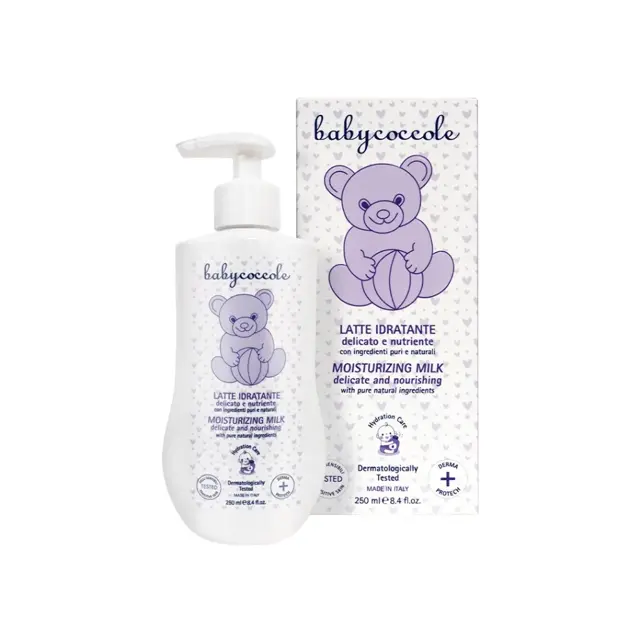 babycoccole
LATTE IDRATANTE
delicato e nutriente
con ingredienti puri e naturali
MOISTURIZING MILK
delicate and nourishing
with pure natural ingredients
Hydration Care
TESTED
Dermatologically
Tested
MADE IN ITALY
DERMA
PROTECH
250 ml e 8.4 fl.oz.
babycoccole
LATTE IDRATANTE
delicato e nutriente
con ingredienti puri e naturali
MOISTURIZING MILK
delicate and nourishing
with pure natural ingredients
Hydration Care
Dermatologically
Tested
MADE IN ITALY
DERMA
PROTECH
250 ml e 8.4 fl.oz.